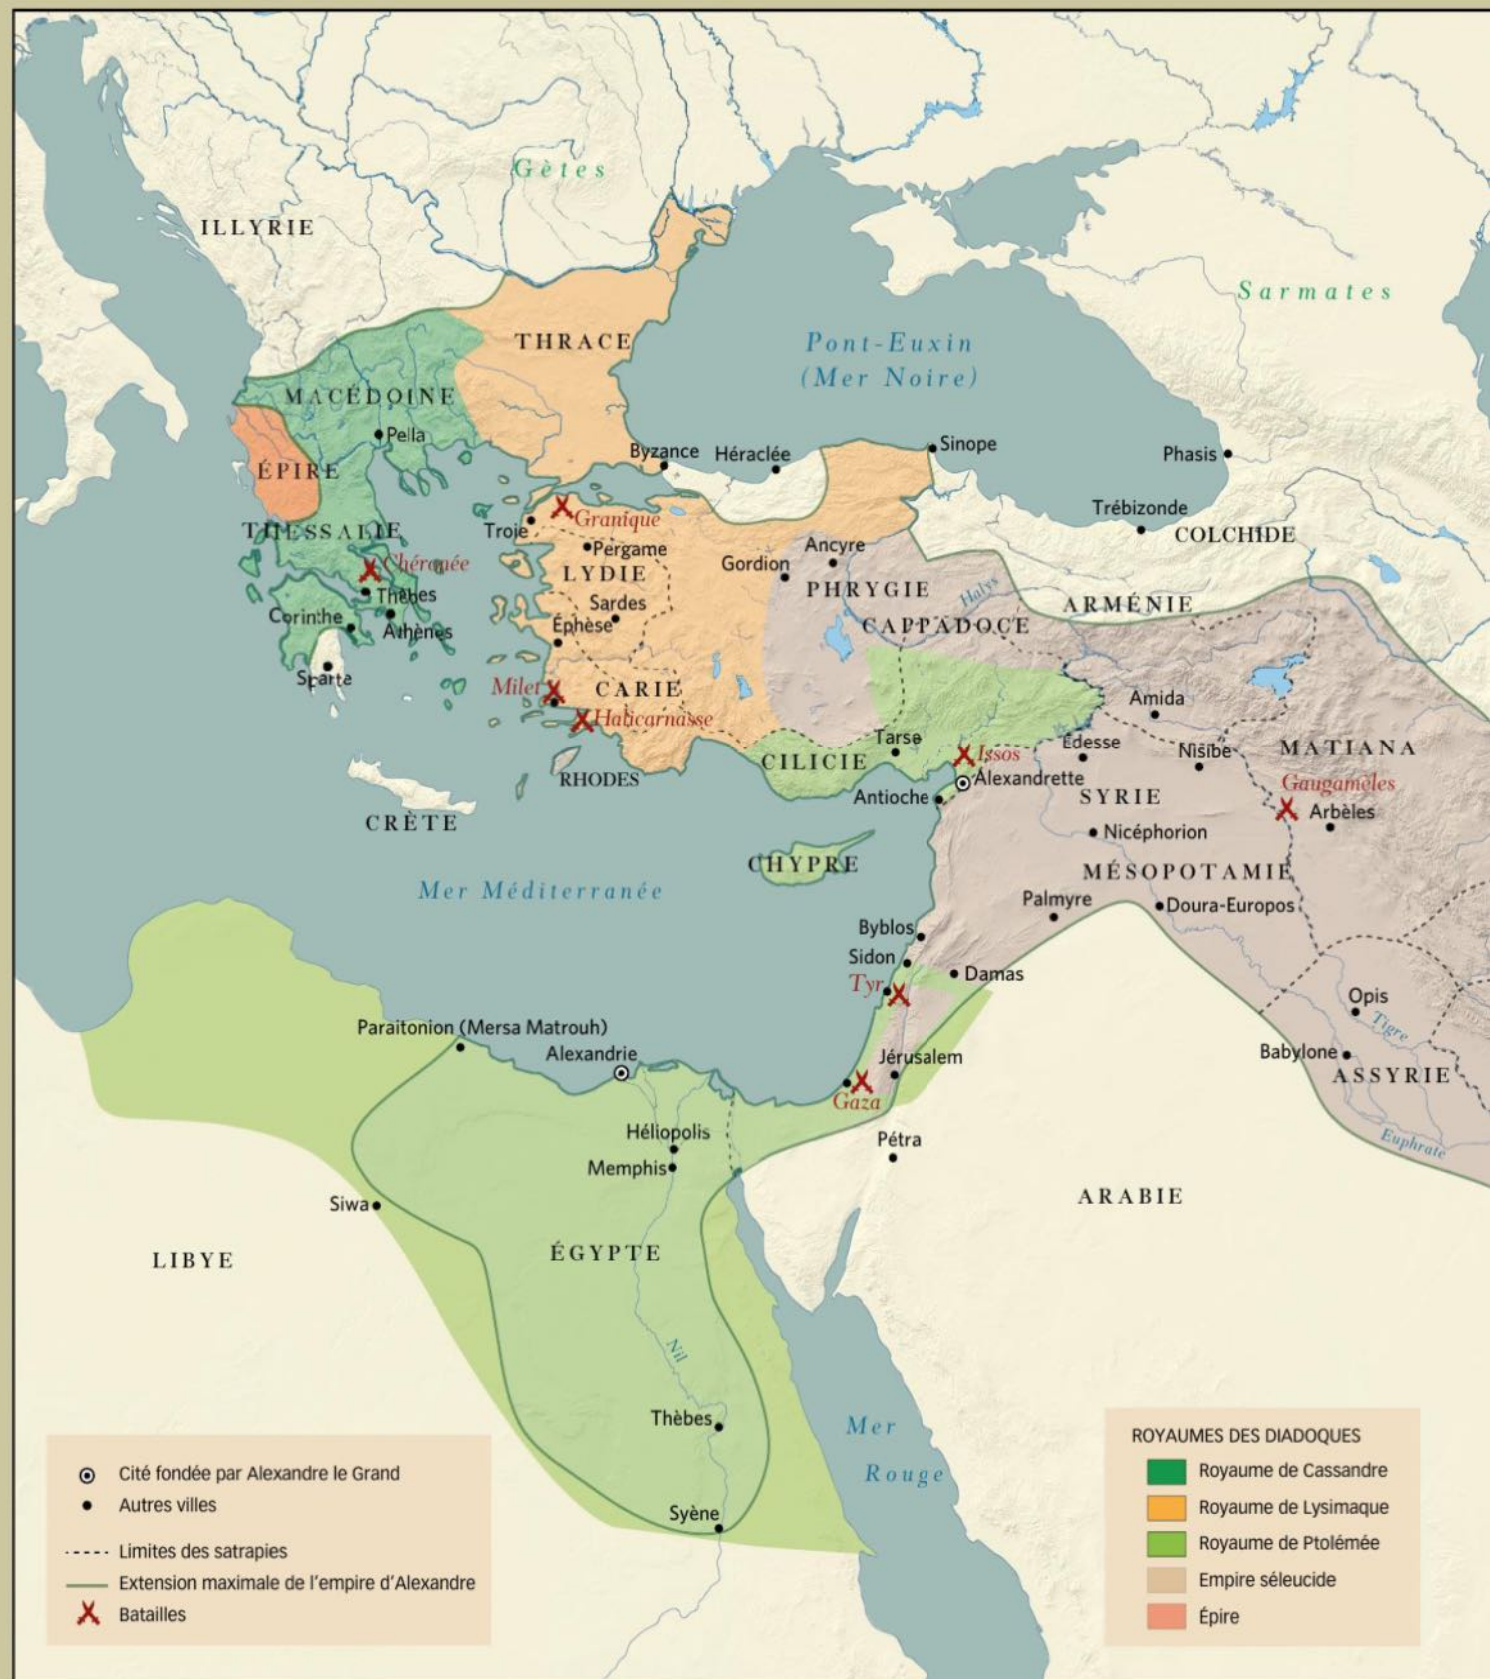 Gètes
ILLYRIE
Sarmates
THRACE
Pont-Euxin
(Mer Noire)
MACÉDOINE
Pella
Byzance
Héraclée
Sinope
Phasis
ÉPIRE
Trébizonde
COLCHIDE
THESSALIE
Troie
Granique
Pergame
Gordion
Ancyre
Chéronée
LYDIE
PHRYGIE
Halys
ARMÉNIE
Thèbes
Sardes
CAPPADOCE
Corinthe
Athènes
Éphèse
Sparte
Milet
CARIE
Amida
Halicarnasse
Tarse
Issos
Édesse
Nisibe
MATIANA
RHODES
CILICIE
Alexandrette
Gaugamèles
Antioche
SYRIE
Arbèles
CRÈTE
Nicéphorion
CHYPRE
MÉSOPOTAMIE
Mer Méditerranée
Palmyre
Doura-Europos
Byblos
Sidon
Damas
Tyr
Opis
Tigre
Paraitonion (Mersa Matrouh)
Alexandrie
Jérusalem
Babylone
ASSYRIE
Gaza
Héliopolis
Pétra
Euphrate
Memphis
Siwa
ARABIE
LIBYE
ÉGYPTE
Nil
Thèbes
Mer
Rouge
Syène
Cité fondée par Alexandre le Grand
Autres villes
Limites des satrapies
Extension maximale de l'empire d'Alexandre
Batailles
ROYAUMES DES DIADOQUES
Royaume de Cassandre
Royaume de Lysimaque
Royaume de Ptolémée
Empire séleucide
Épire